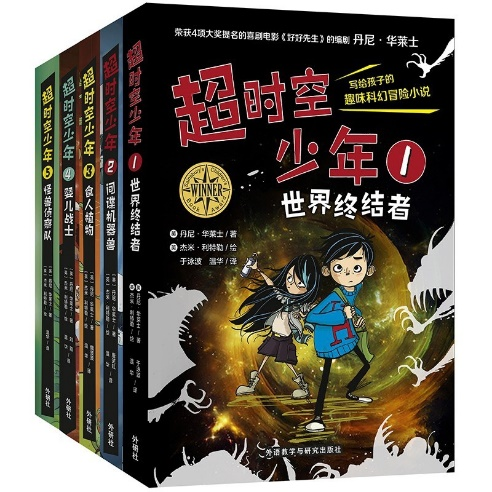 荣获4项大奖提名的喜剧电影《好好先生》的编剧 丹尼·华莱士
写给孩子的
趣味科幻冒险小说
超时空
少年1
世界终结者
WINNER
英 丹尼·华莱士/著
英 杰米·利特勒/绘
于泳波 温华/译
H
外语教学与研究出版社
超时空少年
1
世界终结者
外研社
超时空少年
2
间谍机器兽
外研社
超时空少年
3
食人植物
外研社
超时空少年
4
婴儿战士
外研社
超时空少年
5
怪兽侦察队
外研社